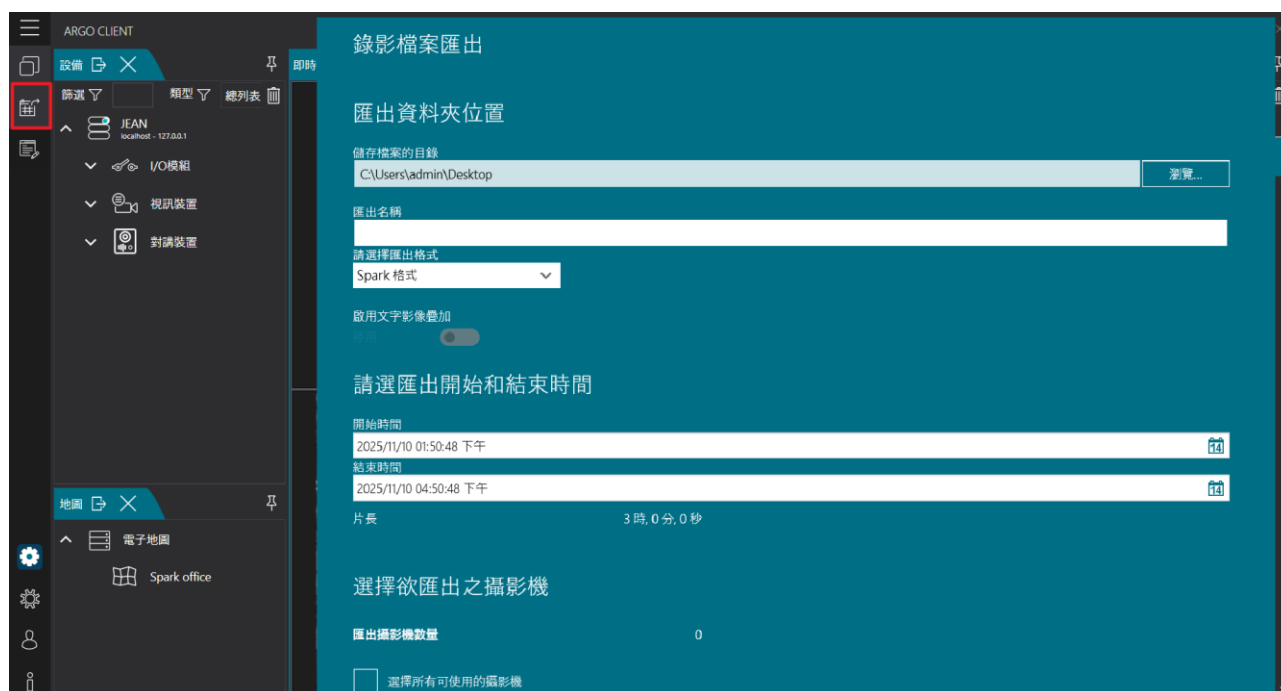 ARGO CLIENT
設備
即時
篩選 類型 總列表
JEAN
localhost - 127.0.0.1
I/O模組
視訊裝置
對講裝置
地圖
電子地圖
Spark office
錄影檔案匯出
匯出資料夾位置
儲存檔案的目錄
C:\Users\admin\Desktop
瀏覽...
匯出名稱
請選擇匯出格式
Spark 格式
啟用文字影像疊加
停用
請選匯出開始和結束時間
開始時間
2025/11/10 01:50:48 下午
14
結束時間
2025/11/10 04:50:48 下午
14
片長 3 時, 0 分, 0 秒
選擇欲匯出之攝影機
匯出攝影機數量 0
選擇所有可使用的攝影機